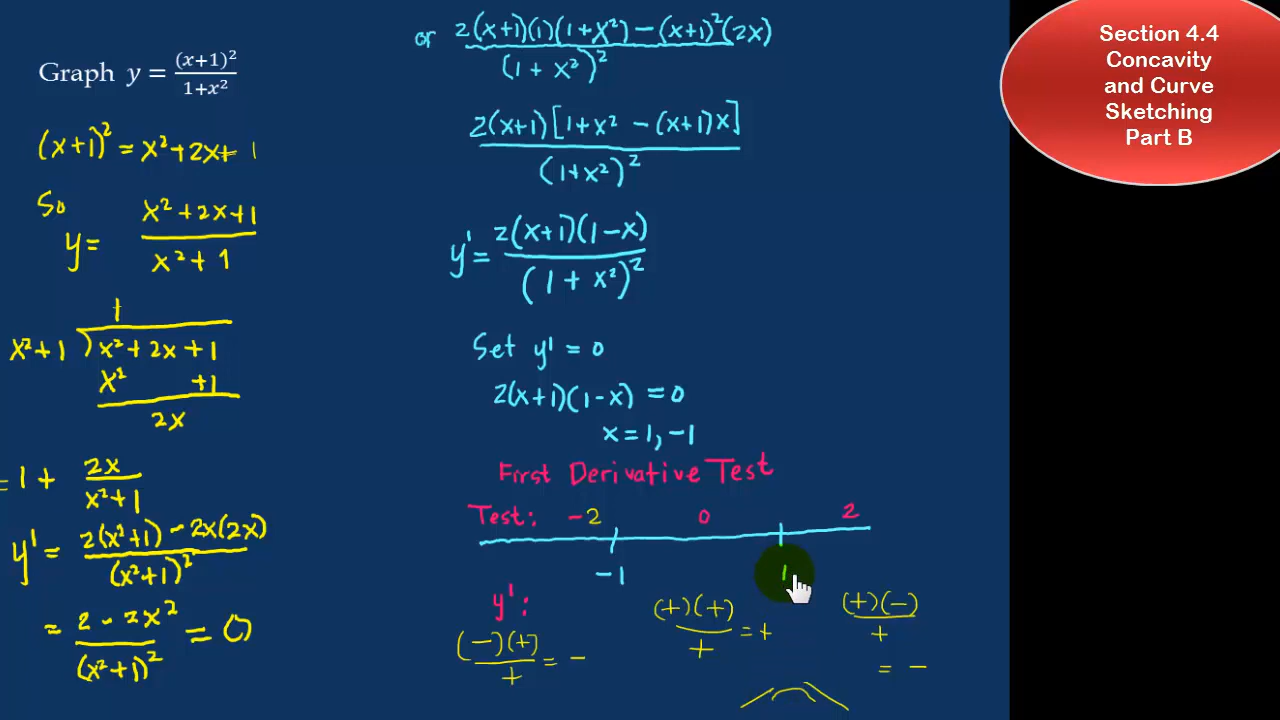 Graph y = (x+1)²/1+x²
(x+1)² = x²+2x+1
So
y = x²+2x+1 / x²+1
1
x²+1 ) x²+2x+1
x² +1
2x
= 1 + 2x / x²+1
y' = 2(x²+1) - 2x(2x) / (x²+1)²
= 2 - 2x² / (x²+1)² = 0
or 2(x+1)(1)(1+x²) - (x+1)²(2x) / (1+x²)²
2(x+1)[1+x² - (x+1)x] / (1+x²)²
y' = 2(x+1)(1-x) / (1+x²)²
Set y' = 0
2(x+1)(1-x) = 0
x = 1, -1
First Derivative Test
Test: -2 0 2
-1 1
y':
(-)(+) / + = -
(+)(+) / + = +
(+)(-) / +
= -
Section 4.4
Concavity
and Curve
Sketching
Part B